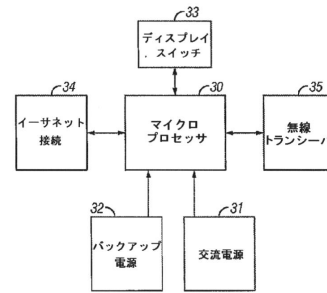 33
ディスプレイ
．スイッチ
34
イーサネット
接続
30
マイクロ
プロセッサ
35
無線
トランシーバ
32
バックアップ
電源
31
交流電源